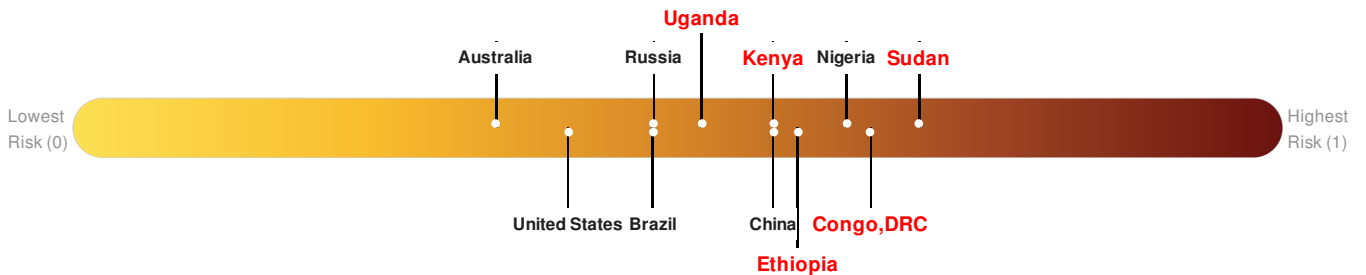 Uganda
Australia
Russia
Kenya
Nigeria
Sudan
Lowest
Risk (0)
Highest
Risk (1)
United States
Brazil
China
Congo,DRC
Ethiopia